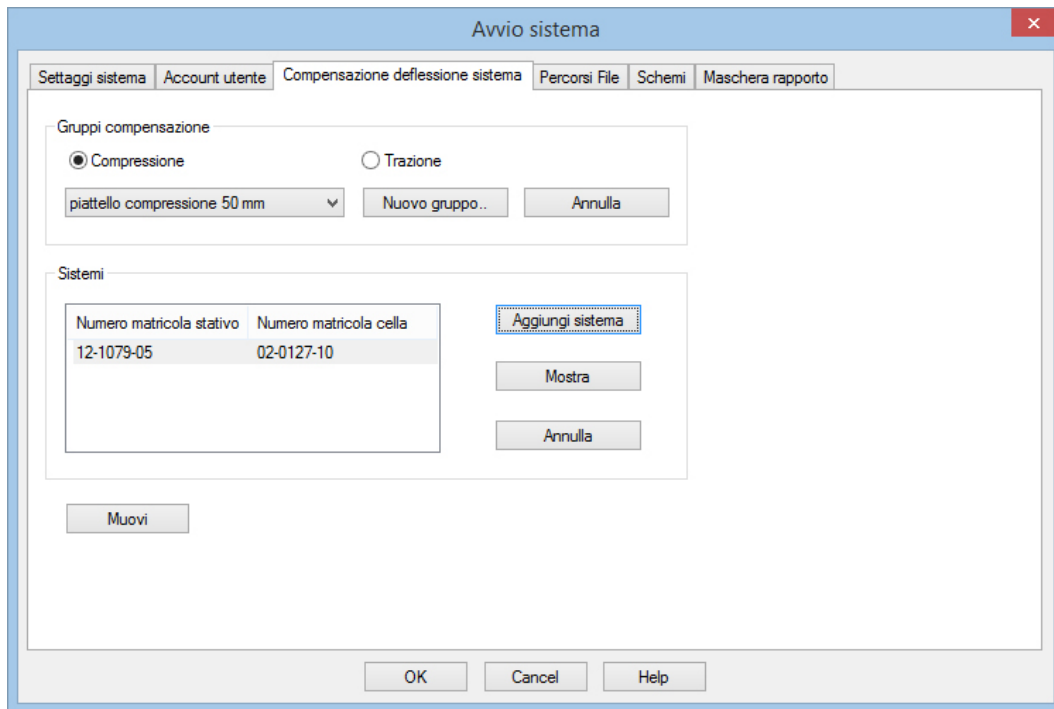 Avvio sistema
Settaggi sistema Account utente Compensazione deflessione sistema Percorsi File Schemi Maschera rapporto
Gruppi compensazione
Compressione Trazione
piattello compressione 50 mm Nuovo gruppo.. Annulla
Sistemi
Numero matricola stativo Numero matricola cella Aggiungi sistema
12-1079-05 02-0127-10
Mostra
Annulla
Muovi
OK Cancel Help